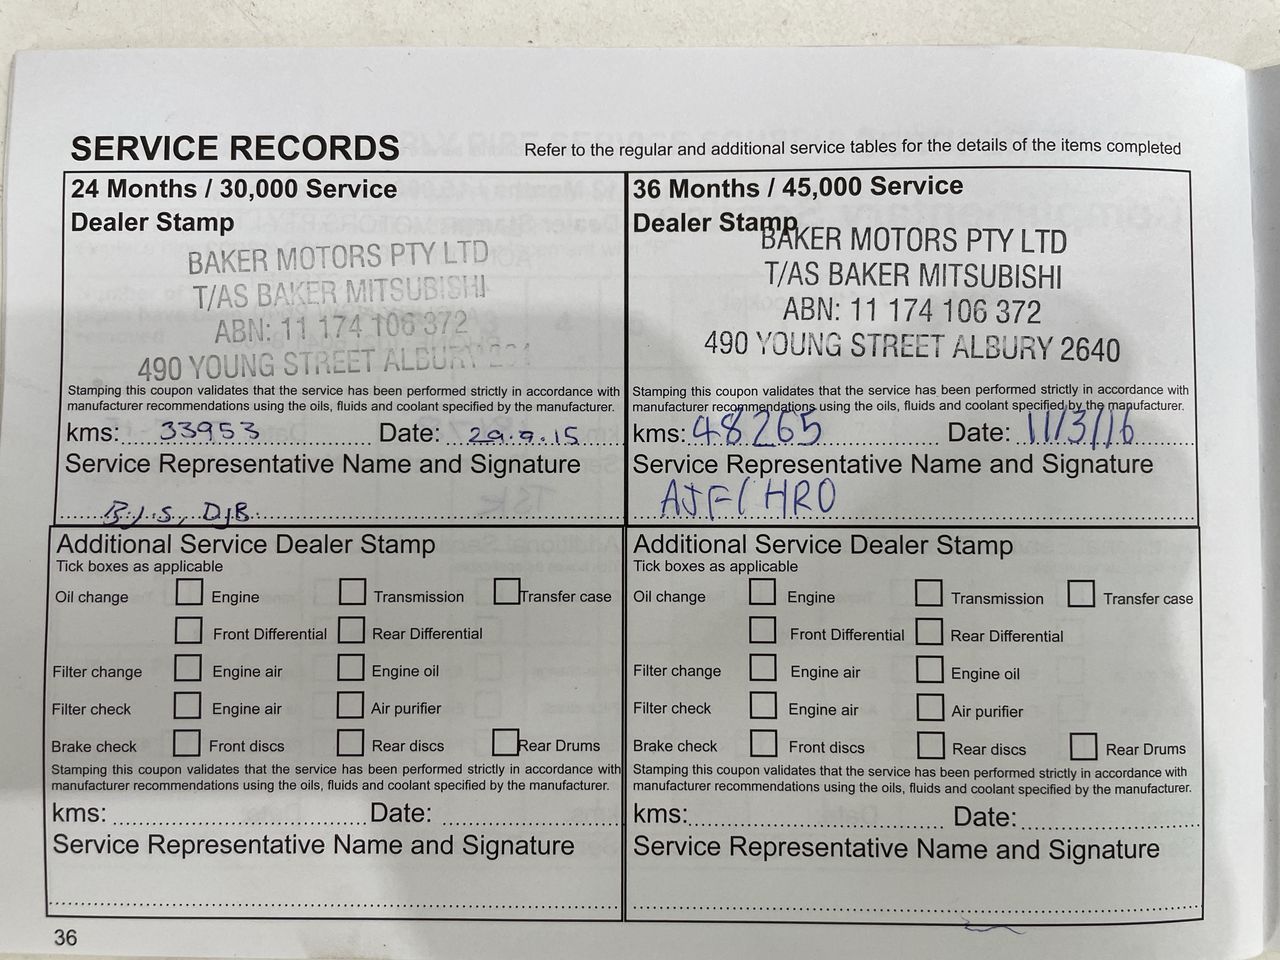 SERVICE RECORDS
Refer to the regular and additional service tables for the details of the items completed
24 Months / 30,000 Service
Dealer Stamp
BAKER MOTORS PTY LTD
T/AS BAKER MITSUBISHI
ABN: 11 174 106 372
490 YOUNG STREET ALBURY
Stamping this coupon validates that the service has been performed strictly in accordance with
manufacturer recommendations using the oils, fluids and coolant specified by the manufacturer.
kms: 33953 Date: 29.9.15
Service Representative Name and Signature
B.J.S, DJB.
Additional Service Dealer Stamp
Tick boxes as applicable
Oil change Engine Transmission Transfer case
Front Differential Rear Differential
Filter change Engine air Engine oil
Filter check Engine air Air purifier
Brake check Front discs Rear discs Rear Drums
Stamping this coupon validates that the service has been performed strictly in accordance with
manufacturer recommendations using the oils, fluids and coolant specified by the manufacturer.
kms: Date:
Service Representative Name and Signature
36 Months / 45,000 Service
Dealer Stamp
BAKER MOTORS PTY LTD
T/AS BAKER MITSUBISHI
ABN: 11 174 106 372
490 YOUNG STREET ALBURY 2640
Stamping this coupon validates that the service has been performed strictly in accordance with
manufacturer recommendations using the oils, fluids and coolant specified by the manufacturer.
kms: 48265 Date: 11/3/16
Service Representative Name and Signature
AJF/HRO
Additional Service Dealer Stamp
Tick boxes as applicable
Oil change Engine Transmission Transfer case
Front Differential Rear Differential
Filter change Engine air Engine oil
Filter check Engine air Air purifier
Brake check Front discs Rear discs Rear Drums
Stamping this coupon validates that the service has been performed strictly in accordance with
manufacturer recommendations using the oils, fluids and coolant specified by the manufacturer.
kms: Date:
Service Representative Name and Signature
36